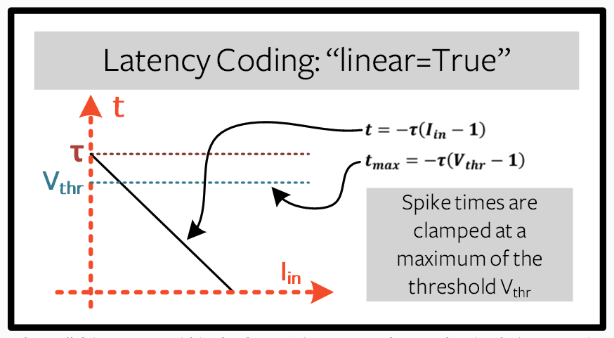 Latency Coding: “linear=True”
t
t = −τ(I_in − 1)
τ
t_max = −τ(V_thr − 1)
V_thr
Spike times are
clamped at a
maximum of the
threshold V_thr
I_in